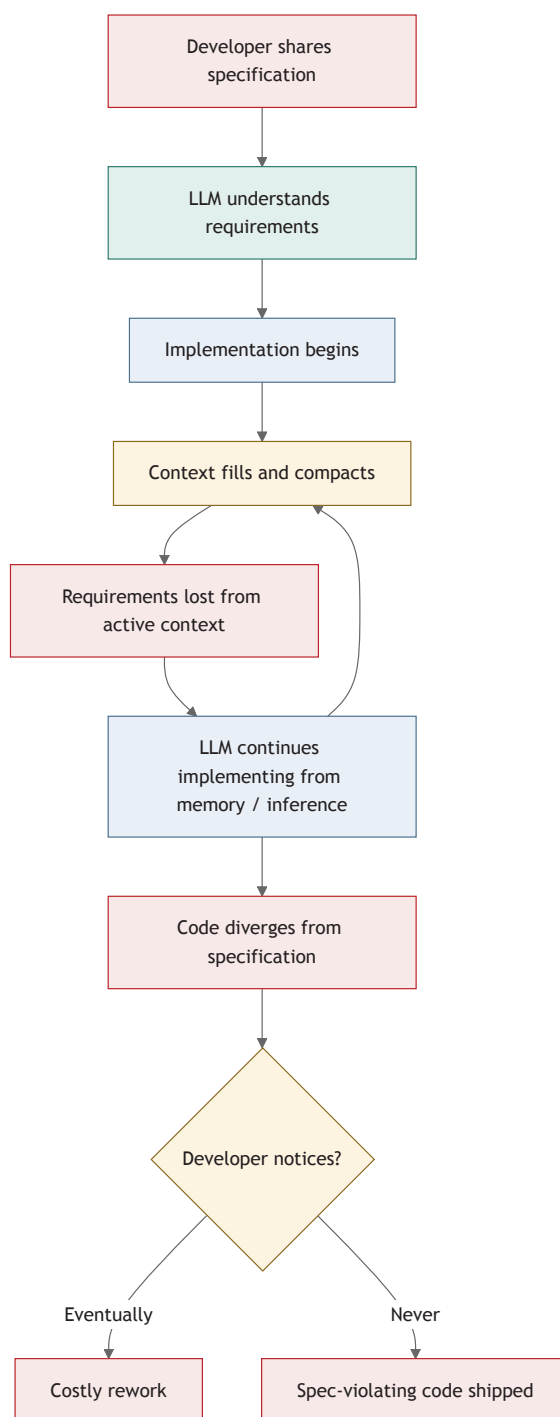 Developer shares
specification
LLM understands
requirements
Implementation begins
Context fills and compacts
Requirements lost from
active context
LLM continues
implementing from
memory / inference
Code diverges from
specification
Developer notices?
Eventually
Never
Costly rework
Spec-violating code shipped